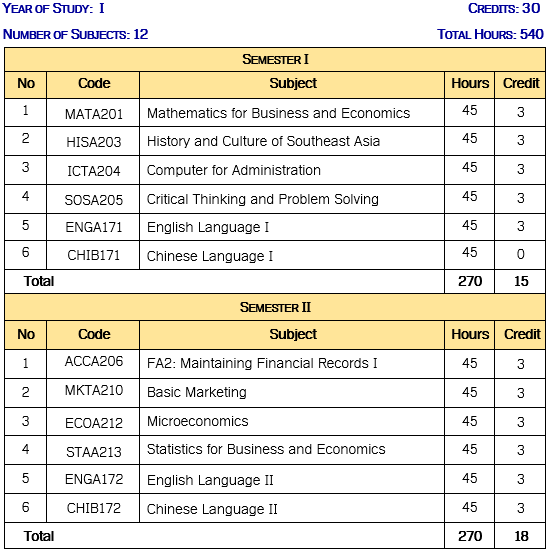 YEAR OF STUDY: I CREDITS: 30
NUMBER OF SUBJECTS: 12 TOTAL HOURS: 540
SEMESTER I
No Code Subject Hours Credit
1 MATA201 Mathematics for Business and Economics 45 3
2 HISA203 History and Culture of Southeast Asia 45 3
3 ICTA204 Computer for Administration 45 3
4 SOSA205 Critical Thinking and Problem Solving 45 3
5 ENGA171 English Language I 45 3
6 CHIB171 Chinese Language I 45 0
Total 270 15
SEMESTER II
No Code Subject Hours Credit
1 ACCA206 FA2: Maintaining Financial Records I 45 3
2 MKTA210 Basic Marketing 45 3
3 ECOA212 Microeconomics 45 3
4 STAA213 Statistics for Business and Economics 45 3
5 ENGA172 English Language II 45 3
6 CHIB172 Chinese Language II 45 3
Total 270 18